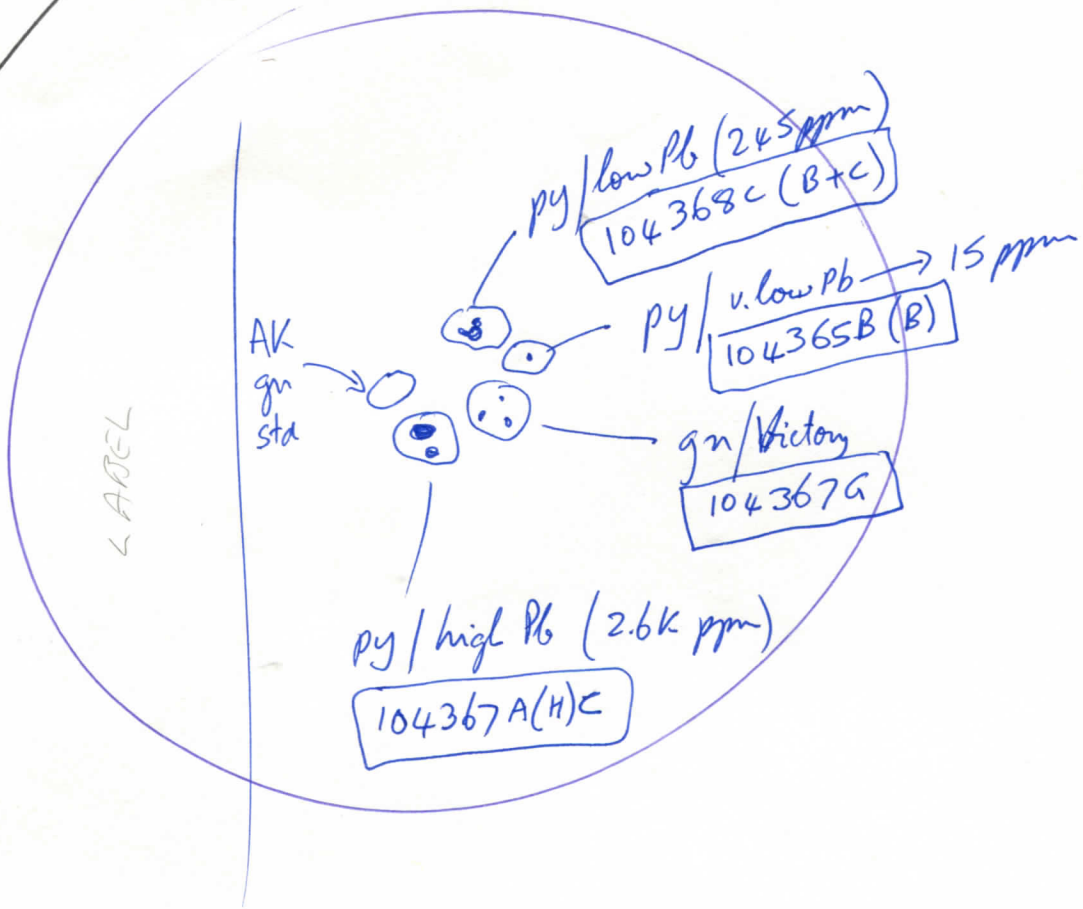 py/low Pb (245 ppm)
104368C (B+C)
py/v. low Pb → 15 ppm
104365B (B)
AK
gn
std
gn/Victory
104367G
LABEL
py/high Pb (2.6K ppm)
104367A(H)C